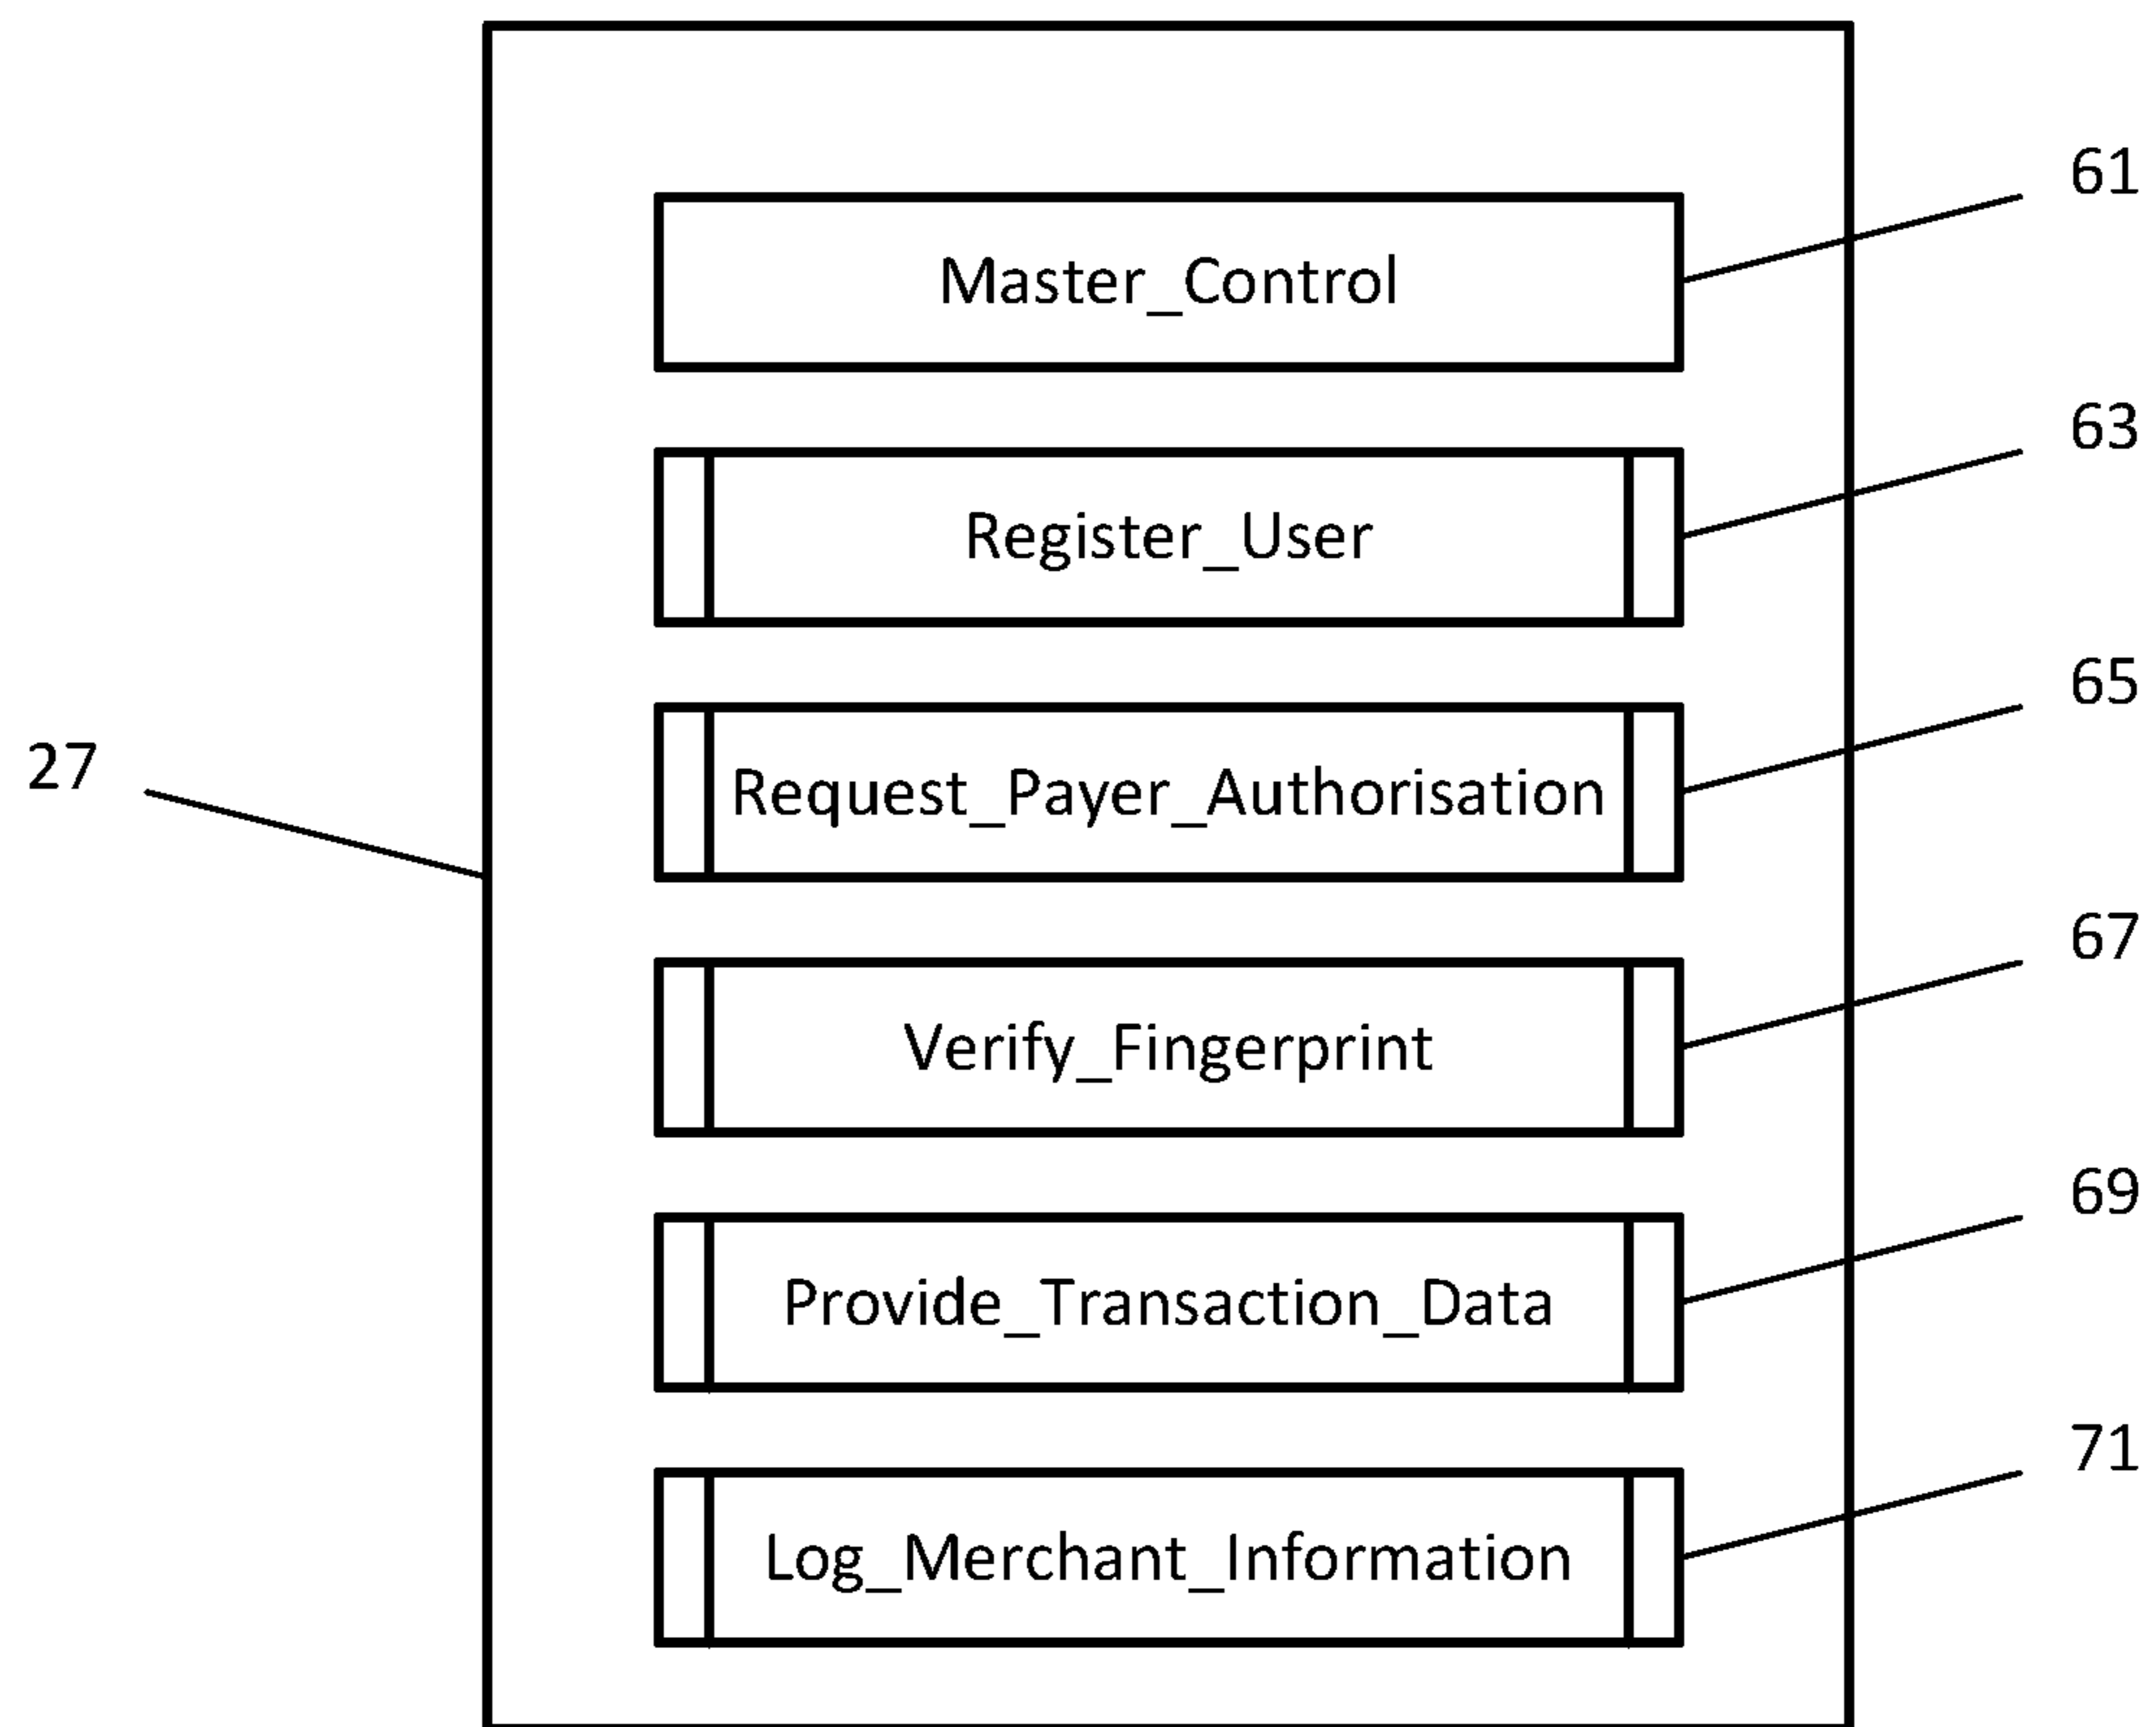 61
Master_Control
63
Register_User
65
27
Request_Payer_Authorisation
67
Verify_Fingerprint
69
Provide_Transaction_Data
71
Log_Merchant_Information